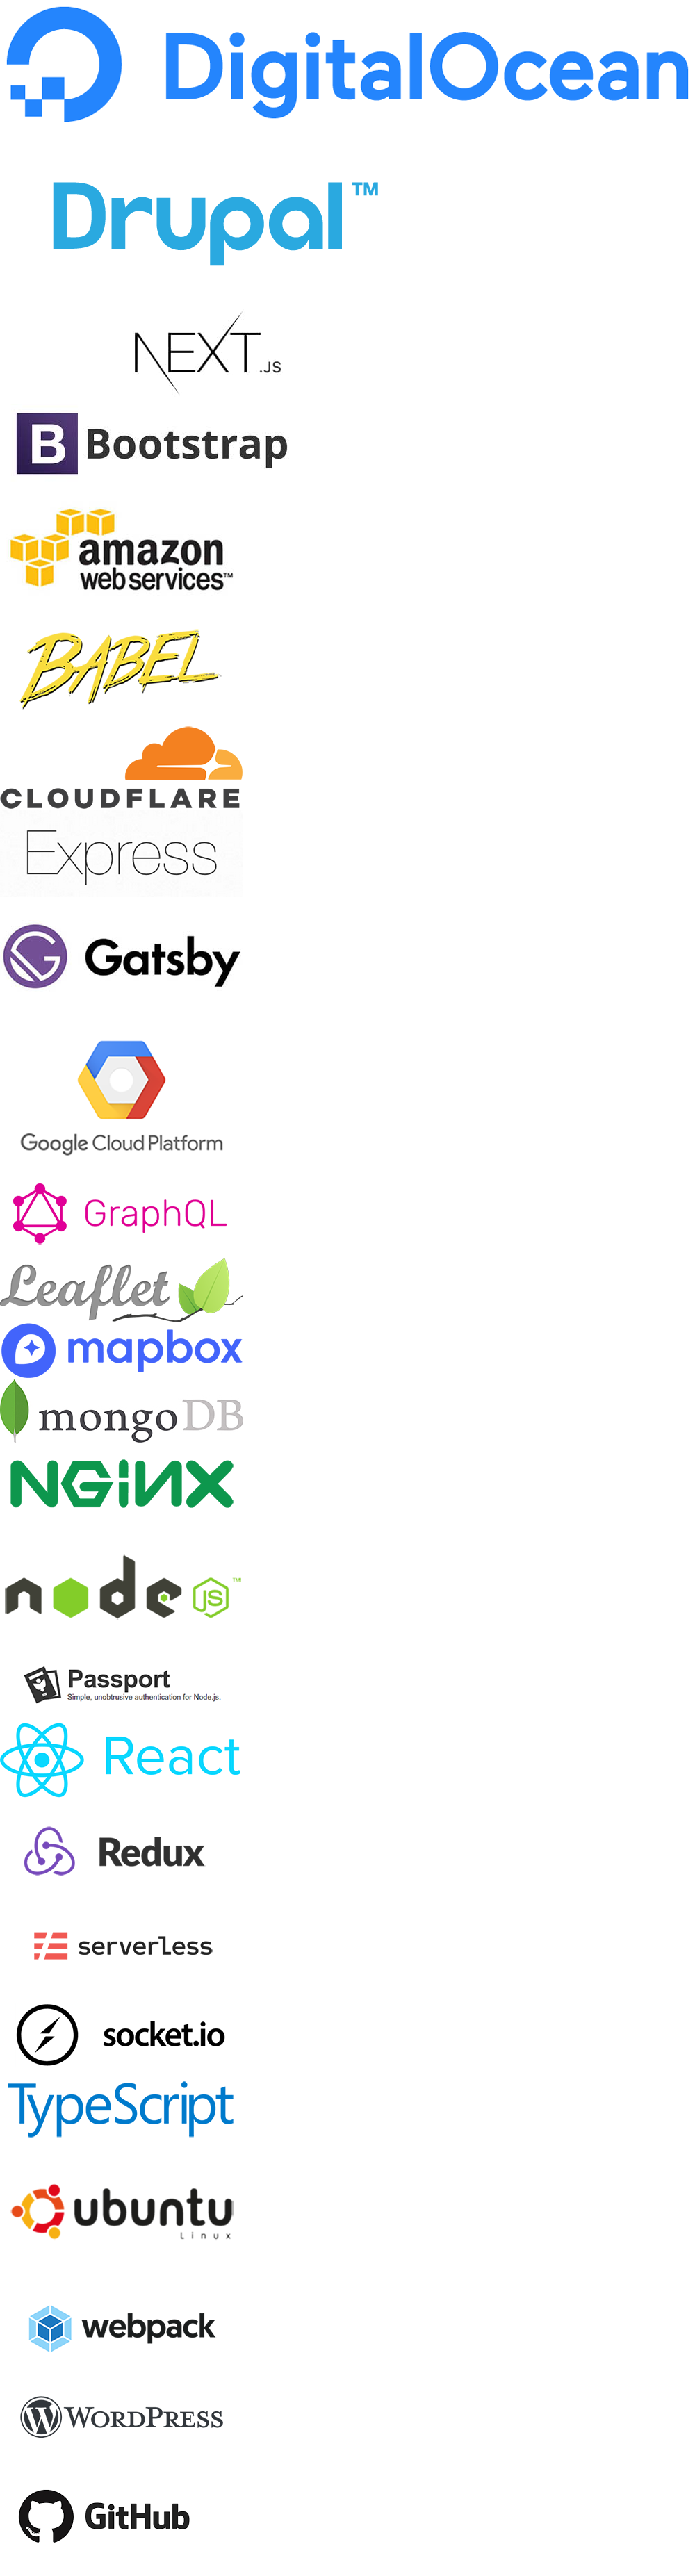 DigitalOcean
Drupal™
NEXT.JS
B Bootstrap
amazon
web services™
BABEL
CLOUDFLARE
Express
Gatsby
Google Cloud Platform
GraphQL
Leaflet
mapbox
mongoDB
NGiNX
node JS™
Passport
Simple, unobtrusive authentication for Node.js.
React
Redux
serverless
socket.io
TypeScript
ubuntu
Linux
webpack
WORDPRESS
GitHub